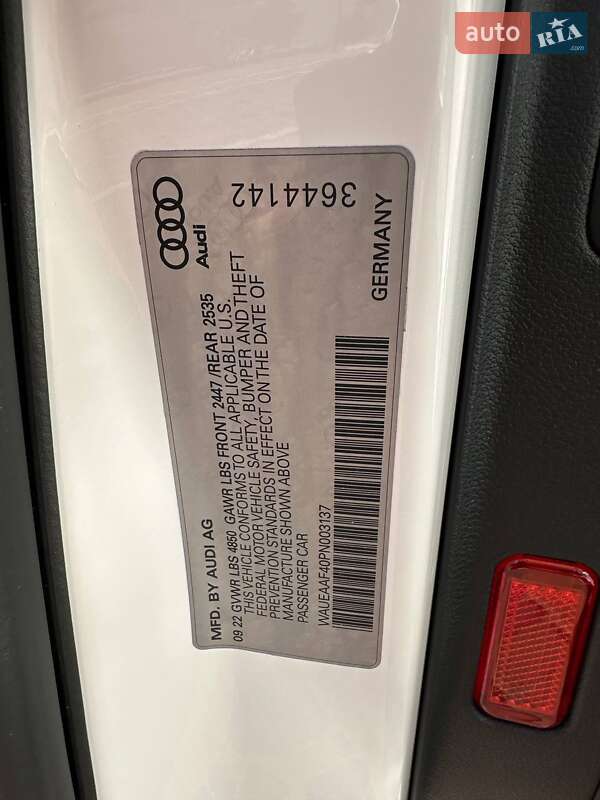 auto RIA.com
Audi
3644142
MFD. BY AUDI AG
GERMANY
09 22 GVWR LBS 4850 GAWR LBS FRONT 2447 /REAR 2535
THIS VEHICLE CONFORMS TO ALL APPLICABLE U.S.
FEDERAL MOTOR VEHICLE SAFETY, BUMPER AND THEFT
PREVENTION STANDARDS IN EFFECT ON THE DATE OF
MANUFACTURE SHOWN ABOVE
PASSENGER CAR
WAUEAAF40PN003137